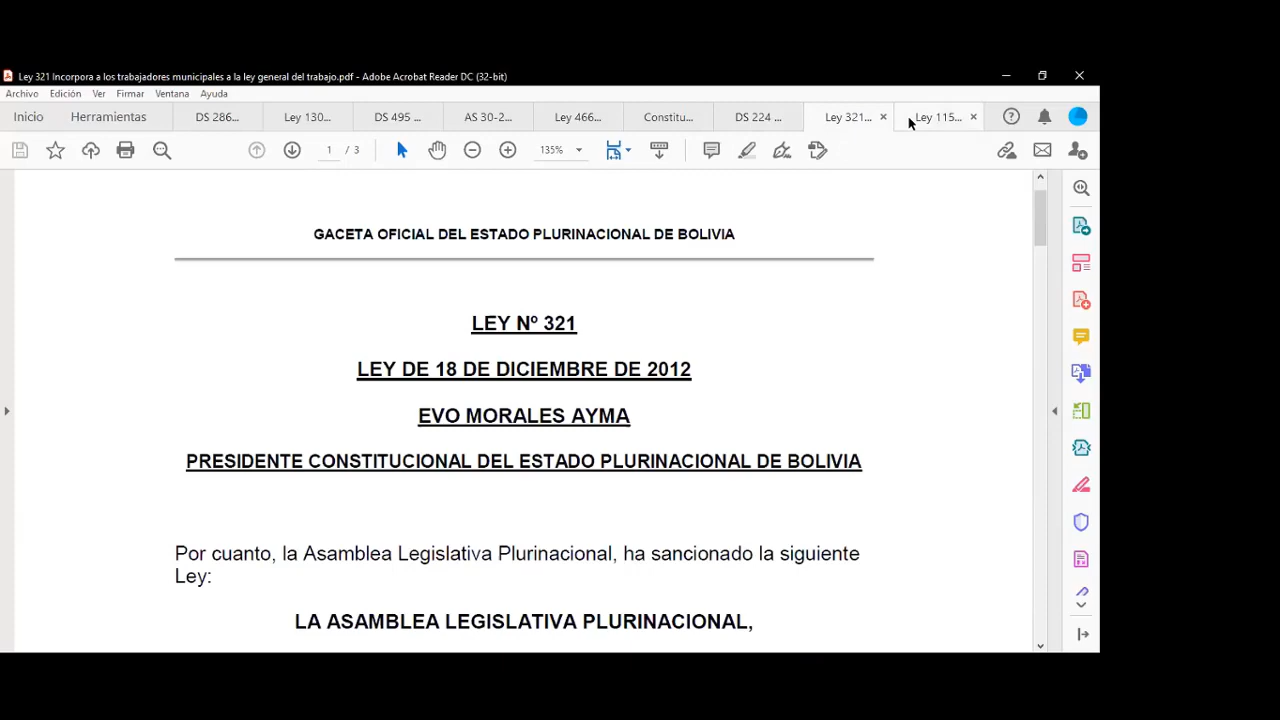 Ley 321 Incorpora a los trabajadores municipales a la ley general del trabajo.pdf - Adobe Acrobat Reader DC (32-bit)
Archivo Edición Ver Firmar Ventana Ayuda
Inicio Herramientas DS 286... Ley 130... DS 495 ... AS 30-2... Ley 466... Constitu... DS 224 ... Ley 321... Ley 115...
1 / 3 135%
GACETA OFICIAL DEL ESTADO PLURINACIONAL DE BOLIVIA
LEY Nº 321
LEY DE 18 DE DICIEMBRE DE 2012
EVO MORALES AYMA
PRESIDENTE CONSTITUCIONAL DEL ESTADO PLURINACIONAL DE BOLIVIA
Por cuanto, la Asamblea Legislativa Plurinacional, ha sancionado la siguiente
Ley:
LA ASAMBLEA LEGISLATIVA PLURINACIONAL,